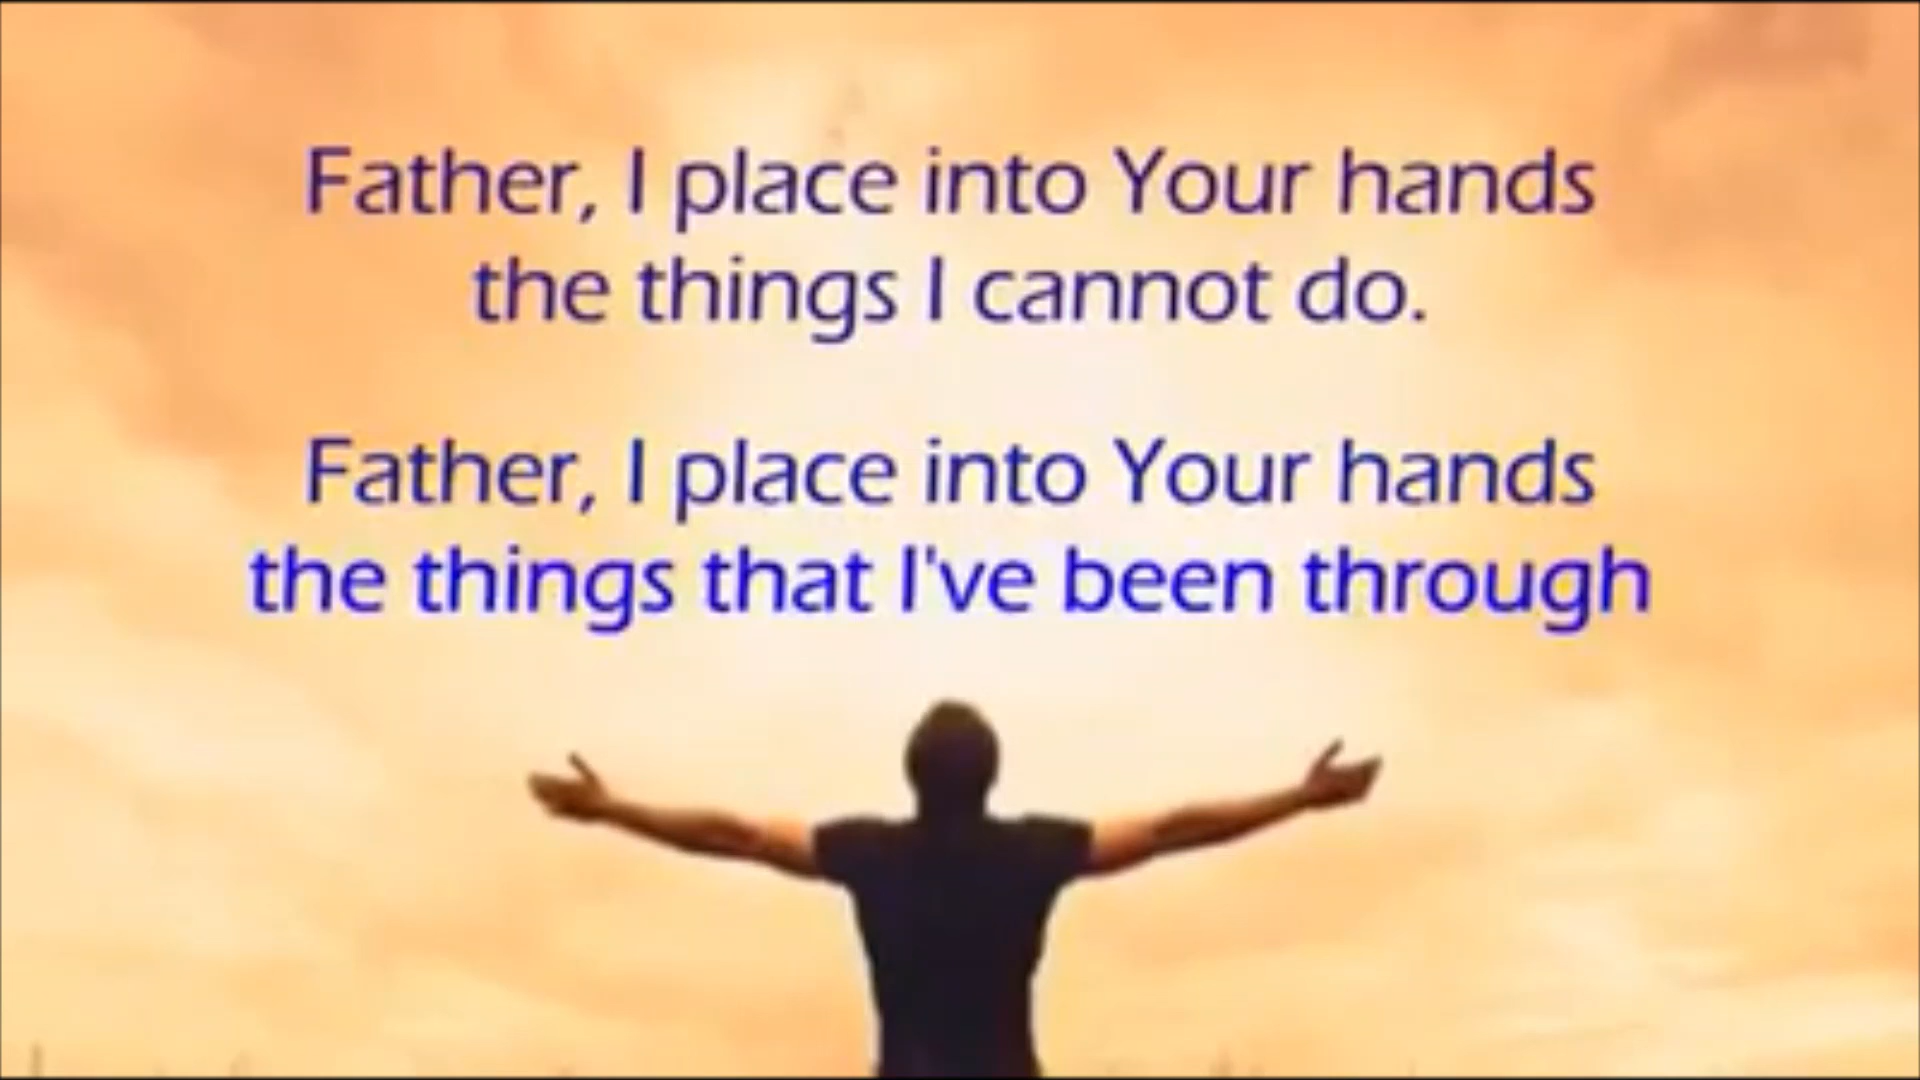 Father, I place into Your hands
the things I cannot do.
Father, I place into Your hands
the things that I've been through